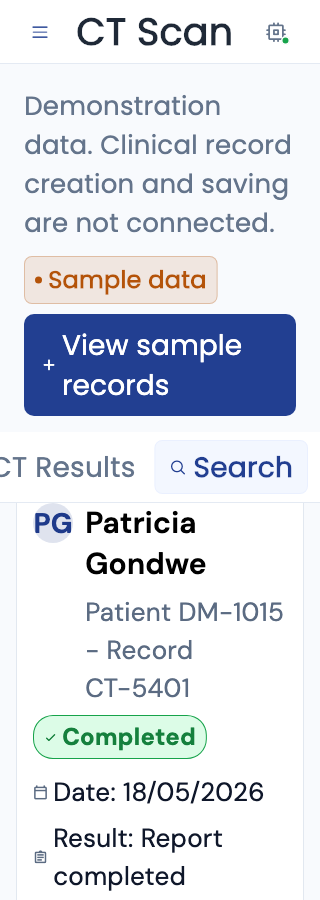 CT Scan
Demonstration
data. Clinical record
creation and saving
are not connected.
• Sample data
+ View sample
records
CT Results
Search
PG
Patricia
Gondwe
Patient DM-1015
- Record
CT-5401
Completed
Date: 18/05/2026
Result: Report
completed